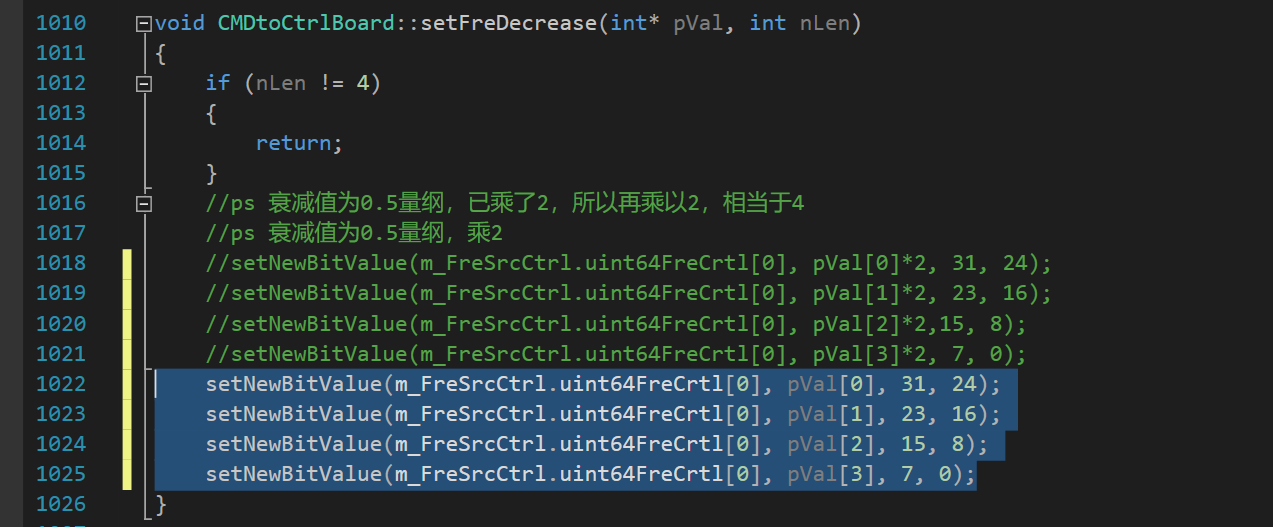 1010 void CMDtoCtrlBoard::setFreDecrease(int* pVal, int nLen)
1011 {
1012 if (nLen != 4)
1013 {
1014 return;
1015 }
1016 //ps 衰减值为0.5量纲，已乘了2，所以再乘以2，相当于4
1017 //ps 衰减值为0.5量纲，乘2
1018 //setNewBitValue(m_FreSrcCtrl.uint64FreCrtl[0], pVal[0]*2, 31, 24);
1019 //setNewBitValue(m_FreSrcCtrl.uint64FreCrtl[0], pVal[1]*2, 23, 16);
1020 //setNewBitValue(m_FreSrcCtrl.uint64FreCrtl[0], pVal[2]*2,15, 8);
1021 //setNewBitValue(m_FreSrcCtrl.uint64FreCrtl[0], pVal[3]*2, 7, 0);
1022 setNewBitValue(m_FreSrcCtrl.uint64FreCrtl[0], pVal[0], 31, 24);
1023 setNewBitValue(m_FreSrcCtrl.uint64FreCrtl[0], pVal[1], 23, 16);
1024 setNewBitValue(m_FreSrcCtrl.uint64FreCrtl[0], pVal[2], 15, 8);
1025 setNewBitValue(m_FreSrcCtrl.uint64FreCrtl[0], pVal[3], 7, 0);
1026 }